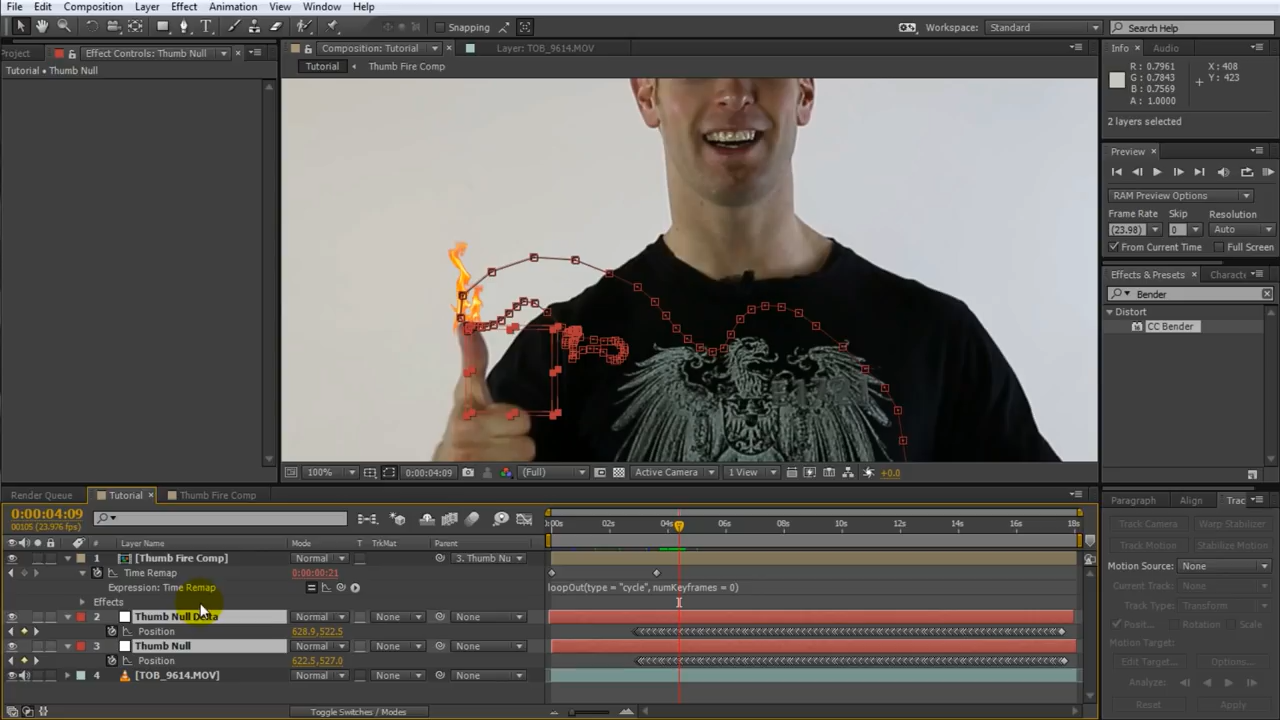 File Edit Composition Layer Effect Animation View Window Help
Snapping Workspace: Standard Search Help
Project Effect Controls: Thumb Null Composition: Tutorial Layer: TOB_9614.MOV Info Audio
Tutorial • Thumb Null Tutorial Thumb Fire Comp
R : 0.7961 X : 408
G : 0.7843 Y : 423
B : 0.7569
A : 1.0000
2 layers selected
Preview
RAM Preview Options
Frame Rate Skip Resolution
(23.98) 0 Auto
From Current Time Full Screen
Effects & Presets Characte
Bender
Distort
CC Bender
100% 0:00:04:09 (Full) Active Camera 1 View +0.0
Render Queue Tutorial Thumb Fire Comp Paragraph Align Trac
0:00:04:09
00105 (23.976 fps)
:00s 02s 04s 06s 08s 10s 12s 14s 16s 18s
Track Camera Warp Stabilizer
Track Motion Stabilize Motion
# Layer Name Mode T TrkMat Parent
1 [Thumb Fire Comp] Normal 3. Thumb Nu
Time Remap 0:00:00:21
Expression: Time Remap loopOut(type = "cycle", numKeyframes = 0)
Effects
2 Thumb Null Delta Normal None None
Position 628.9,522.5
3 Thumb Null Normal None None
Position 622.5,527.0
4 [TOB_9614.MOV] Normal None None
Motion Source: None
Current Track: None
Track Type: Transform
Posit... Rotation Scale
Motion Target:
Edit Target... Options...
Analyze:
Reset Apply
Toggle Switches / Modes